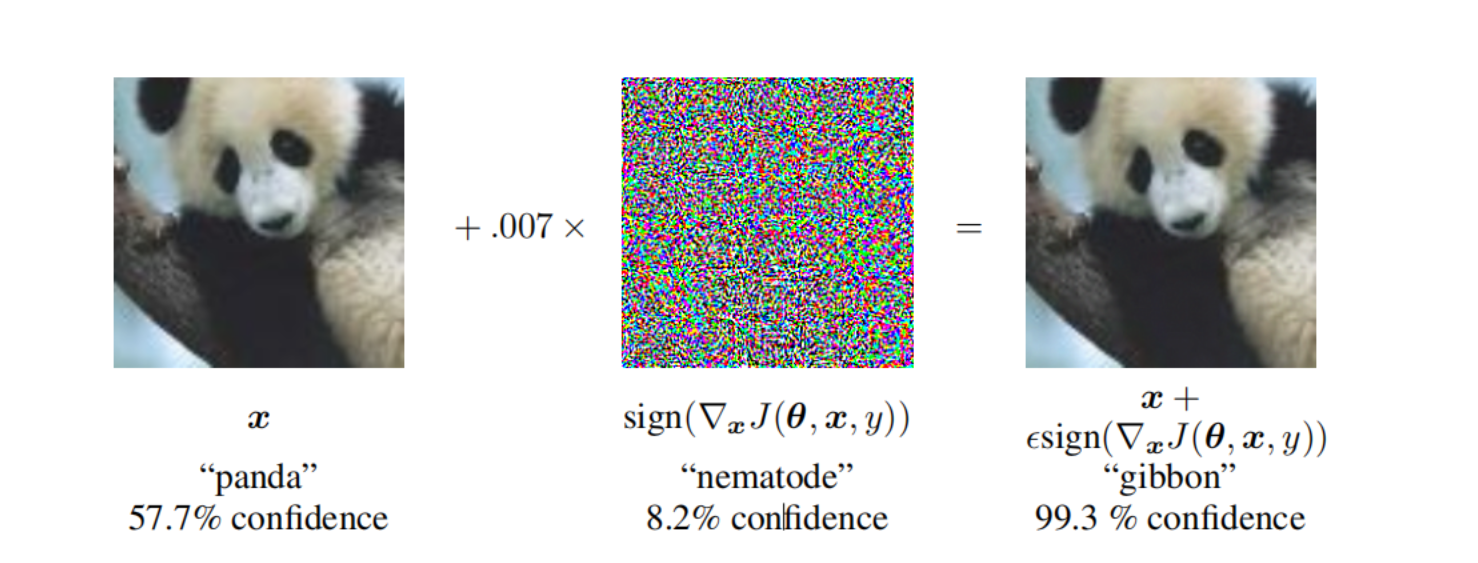 + .007 ×
=
x
sign(∇ₓJ(θ, x, y))
x +
ϵsign(∇ₓJ(θ, x, y))
“panda”
“nematode”
“gibbon”
57.7% confidence
8.2% confidence
99.3 % confidence